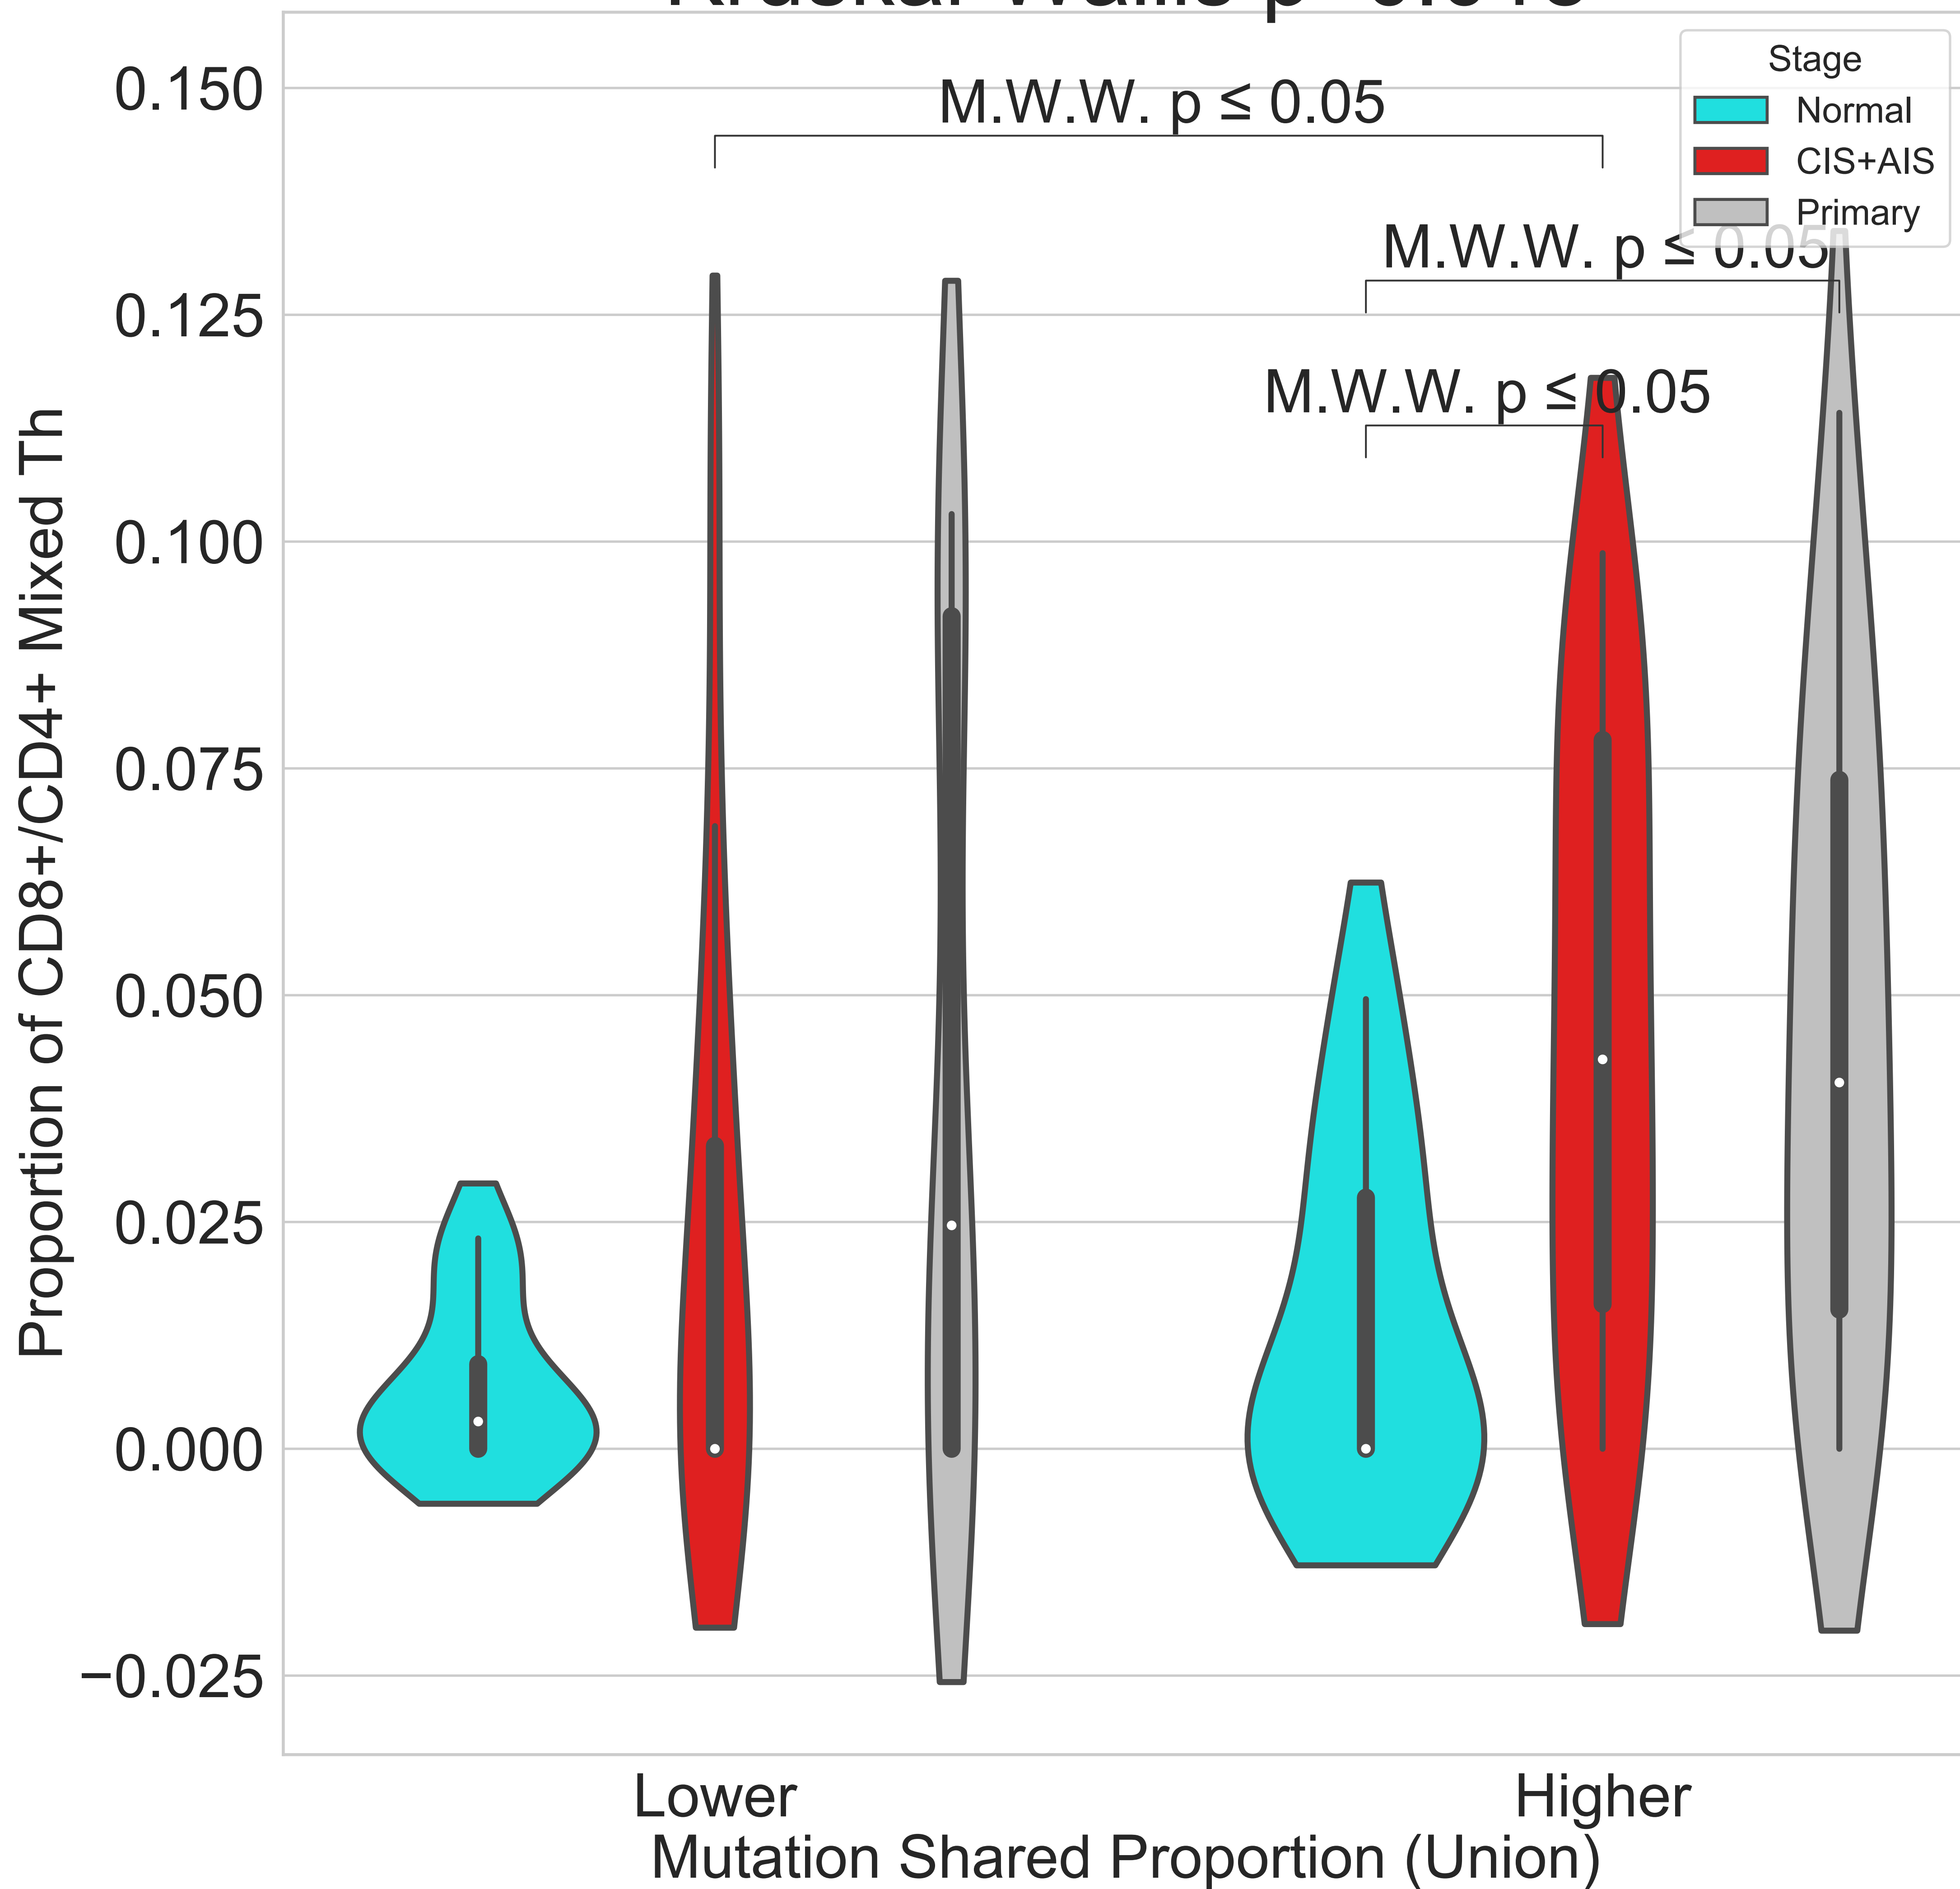 Stage
Normal
CIS+AIS
Primary
M.W.W. p ≤ 0.05
M.W.W. p ≤ 0.05
M.W.W. p ≤ 0.05
0.150
0.125
0.100
0.075
0.050
0.025
0.000
−0.025
Proportion of CD8+/CD4+ Mixed Th
Lower
Higher
Mutation Shared Proportion (Union)